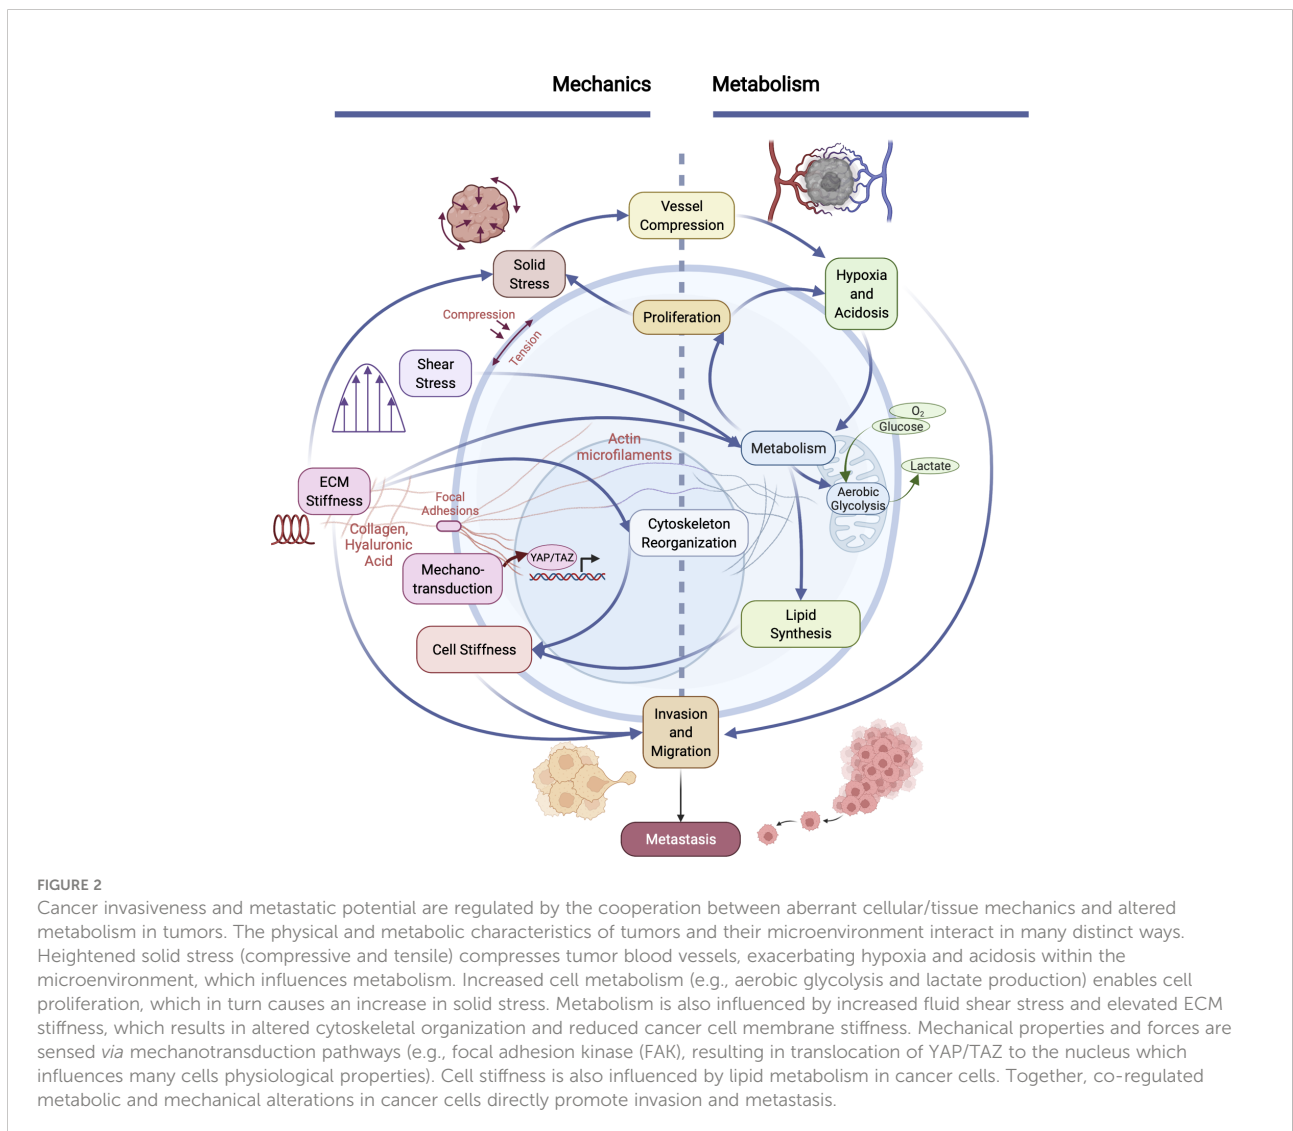 Mechanics
Metabolism
Vessel
Compression
Solid
Stress
Hypoxia
and
Acidosis
Proliferation
Compression
Tension
Shear
Stress
O₂
Glucose
Lactate
Metabolism
Aerobic
Glycolysis
Actin
microfilaments
ECM
Stiffness
Focal
Adhesions
Collagen,
Hyaluronic
Acid
Cytoskeleton
Reorganization
YAP/TAZ
Mechano-
transduction
Lipid
Synthesis
Cell Stiffness
Invasion
and
Migration
Metastasis
FIGURE 2
Cancer invasiveness and metastatic potential are regulated by the cooperation between aberrant cellular/tissue mechanics and altered
metabolism in tumors. The physical and metabolic characteristics of tumors and their microenvironment interact in many distinct ways.
Heightened solid stress (compressive and tensile) compresses tumor blood vessels, exacerbating hypoxia and acidosis within the
microenvironment, which influences metabolism. Increased cell metabolism (e.g., aerobic glycolysis and lactate production) enables cell
proliferation, which in turn causes an increase in solid stress. Metabolism is also influenced by increased fluid shear stress and elevated ECM
stiffness, which results in altered cytoskeletal organization and reduced cancer cell membrane stiffness. Mechanical properties and forces are
sensed via mechanotransduction pathways (e.g., focal adhesion kinase (FAK), resulting in translocation of YAP/TAZ to the nucleus which
influences many cells physiological properties). Cell stiffness is also influenced by lipid metabolism in cancer cells. Together, co-regulated
metabolic and mechanical alterations in cancer cells directly promote invasion and metastasis.